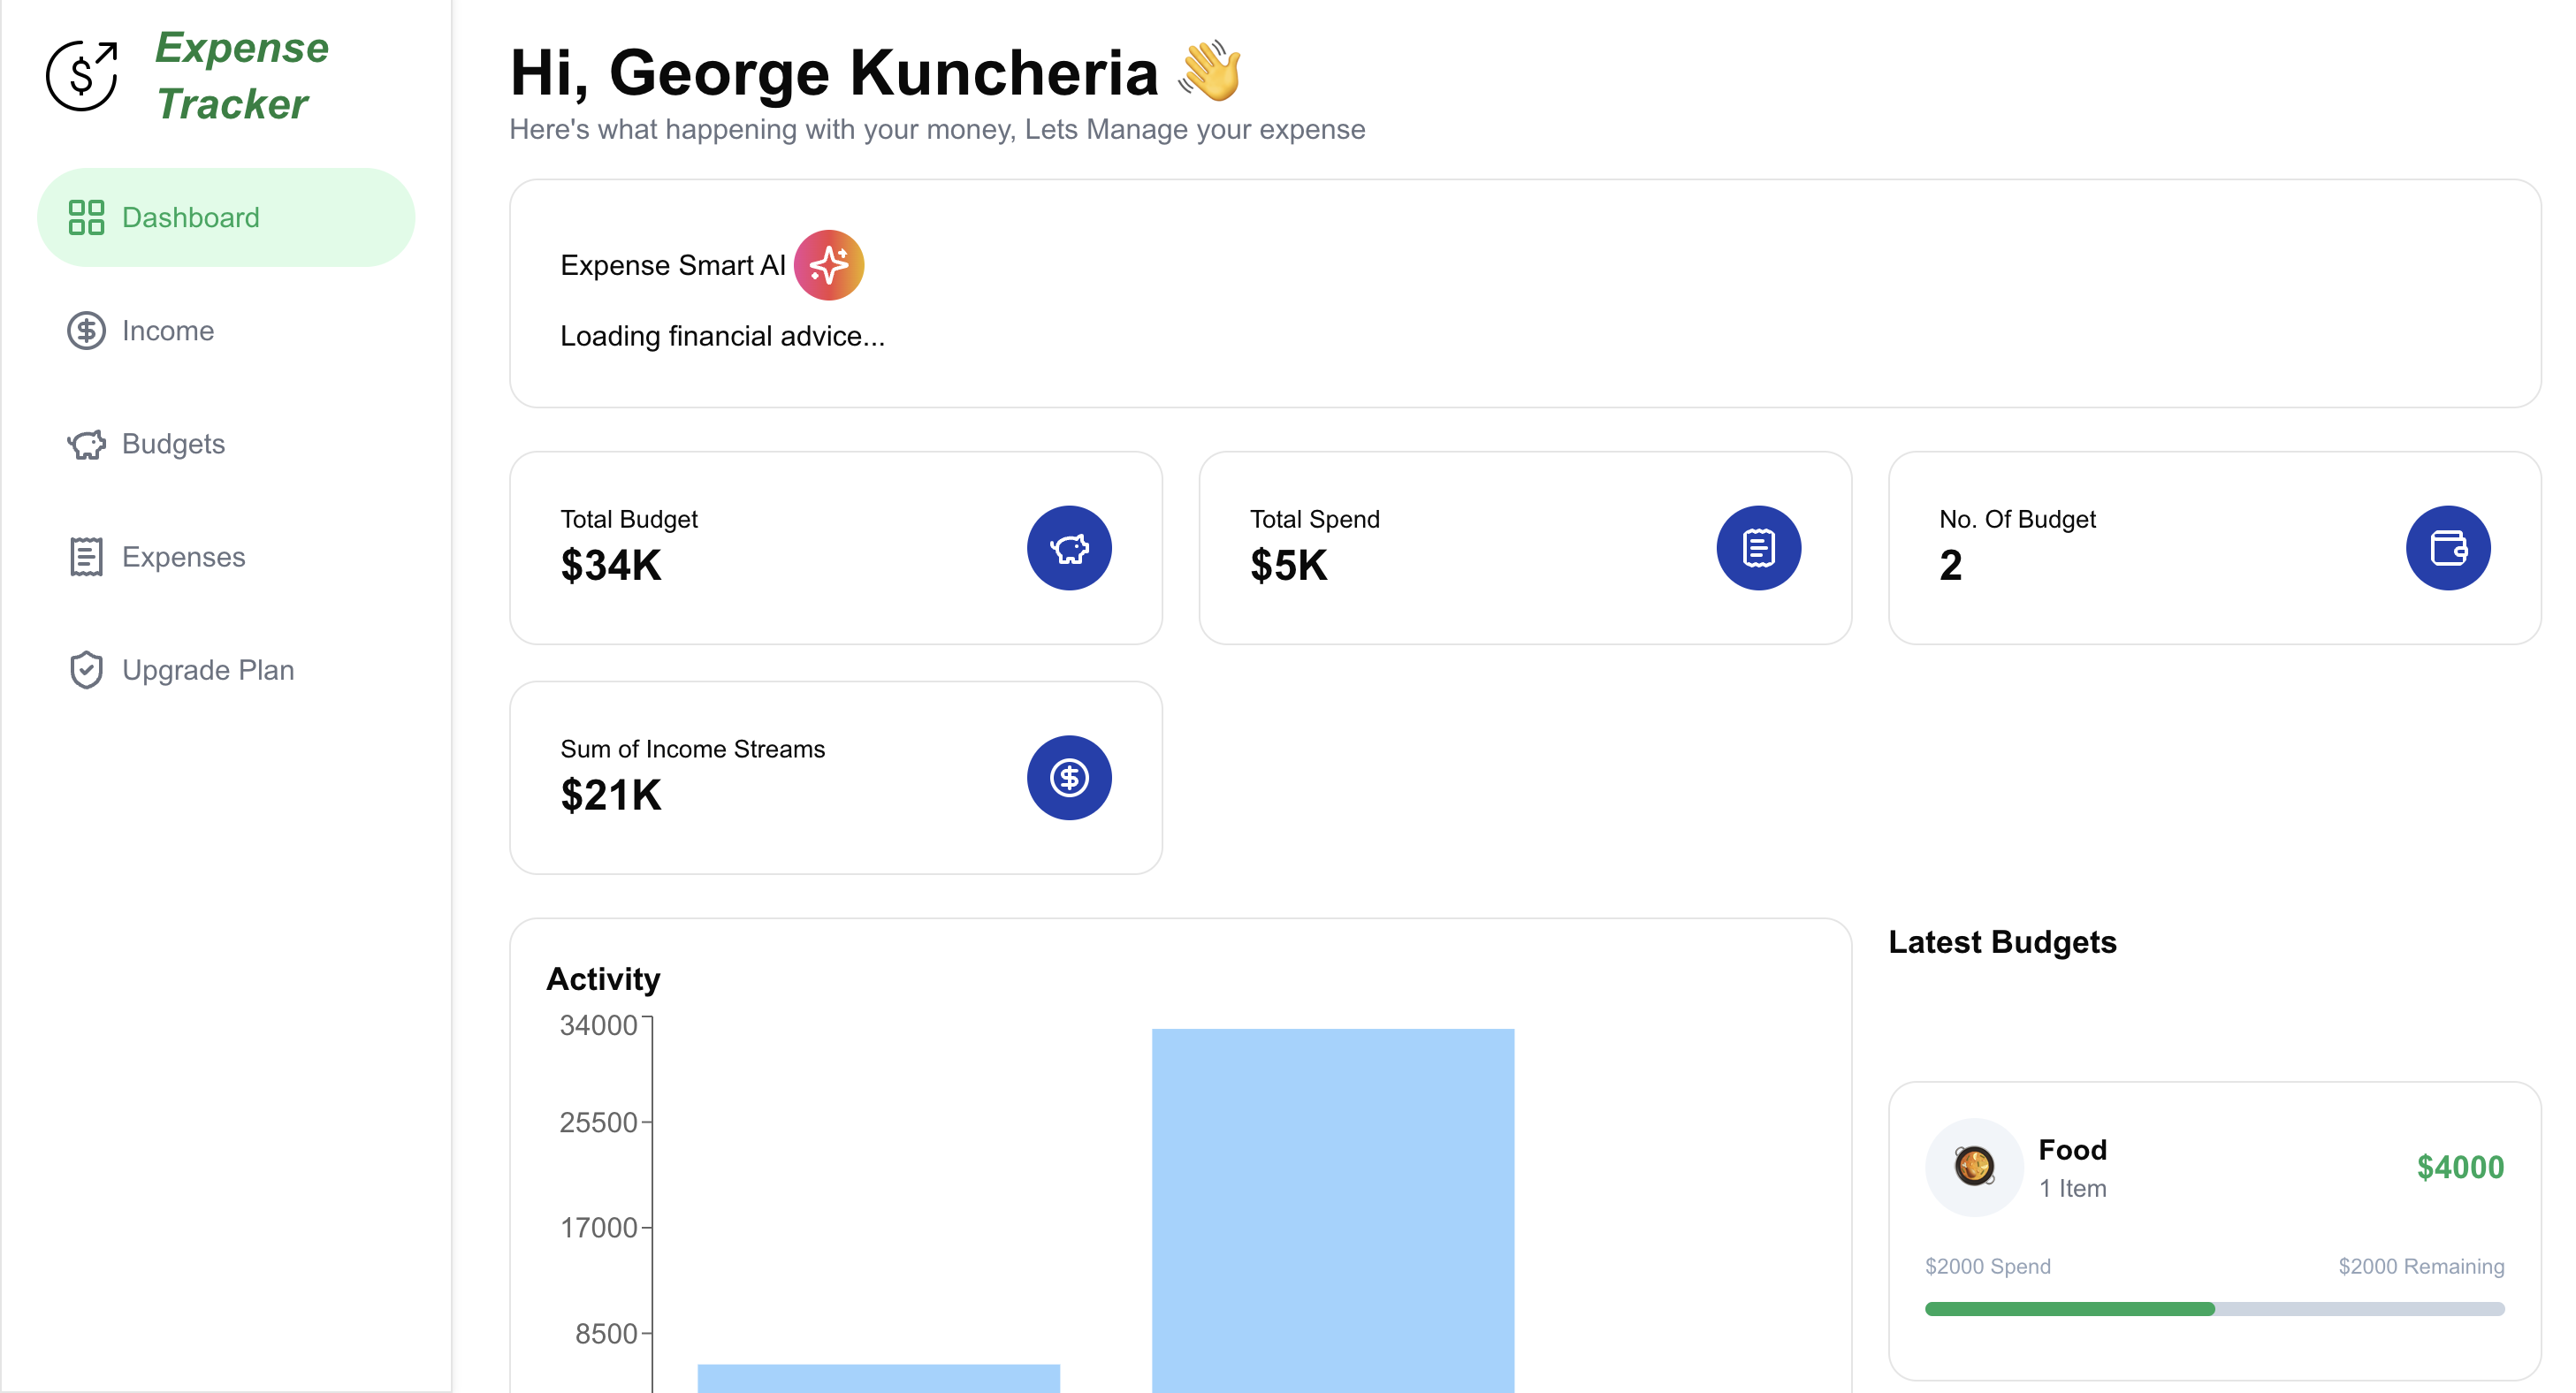 Expense
Tracker
Dashboard
Income
Budgets
Expenses
Upgrade Plan
Hi, George Kuncheria 👋
Here's what happening with your money, Lets Manage your expense
Expense Smart AI
Loading financial advice...
Total Budget
$34K
Total Spend
$5K
No. Of Budget
2
Sum of Income Streams
$21K
Activity
34000
25500
17000
8500
Latest Budgets
Food
1 Item
$4000
$2000 Spend
$2000 Remaining